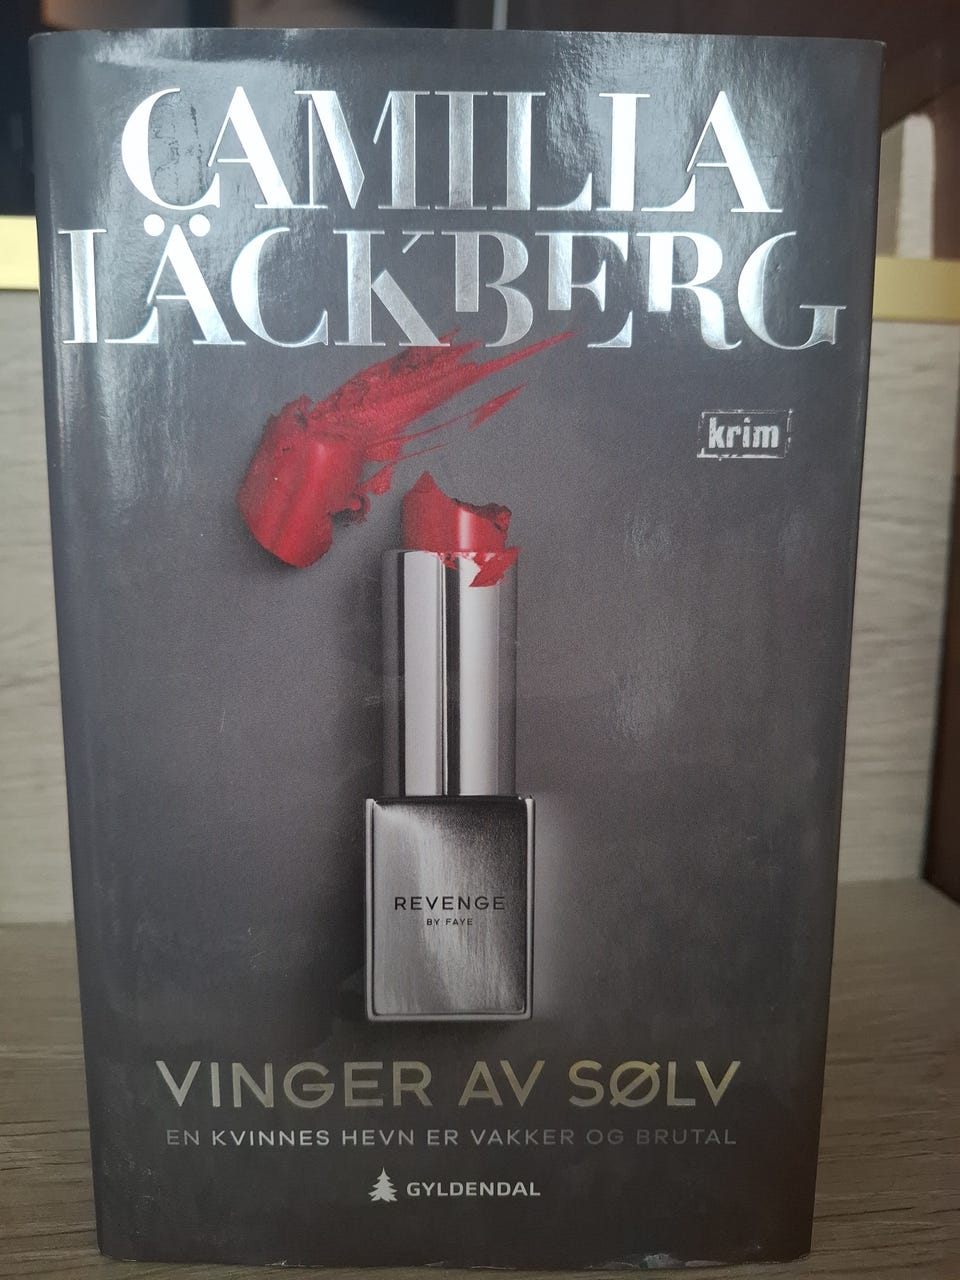 CAMILLA
LÄCKBERG
krim
REVENGE
BY FAYE
VINGER AV SØLV
EN KVINNES HEVN ER VAKKER OG BRUTAL
GYLDENDAL